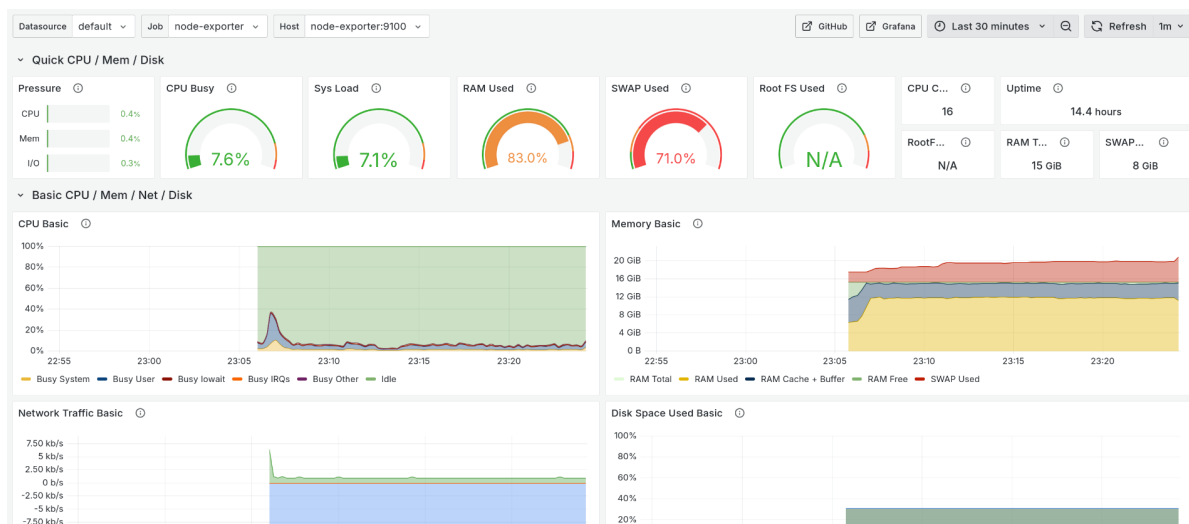 Datasource default Job node-exporter Host node-exporter:9100 GitHub Grafana Last 30 minutes Refresh 1m
Quick CPU / Mem / Disk
Pressure CPU Busy Sys Load RAM Used SWAP Used Root FS Used CPU C... Uptime
CPU 0.4%
Mem 0.4%
I/O 0.3%
7.6%
7.1%
83.0%
71.0%
N/A
16
14.4 hours
RootF... RAM T... SWAP...
N/A 15 GiB 8 GiB
Basic CPU / Mem / Net / Disk
CPU Basic
100%
80%
60%
40%
20%
0%
22:55 23:00 23:05 23:10 23:15 23:20
Busy System Busy User Busy Iowait Busy IRQs Busy Other Idle
Memory Basic
20 GiB
16 GiB
12 GiB
8 GiB
4 GiB
0 B
22:55 23:00 23:05 23:10 23:15 23:20
RAM Total RAM Used RAM Cache + Buffer RAM Free SWAP Used
Network Traffic Basic
7.50 kb/s
5 kb/s
2.50 kb/s
0 b/s
-2.50 kb/s
-5 kb/s
-7.50 kb/s
Disk Space Used Basic
100%
80%
60%
40%
20%